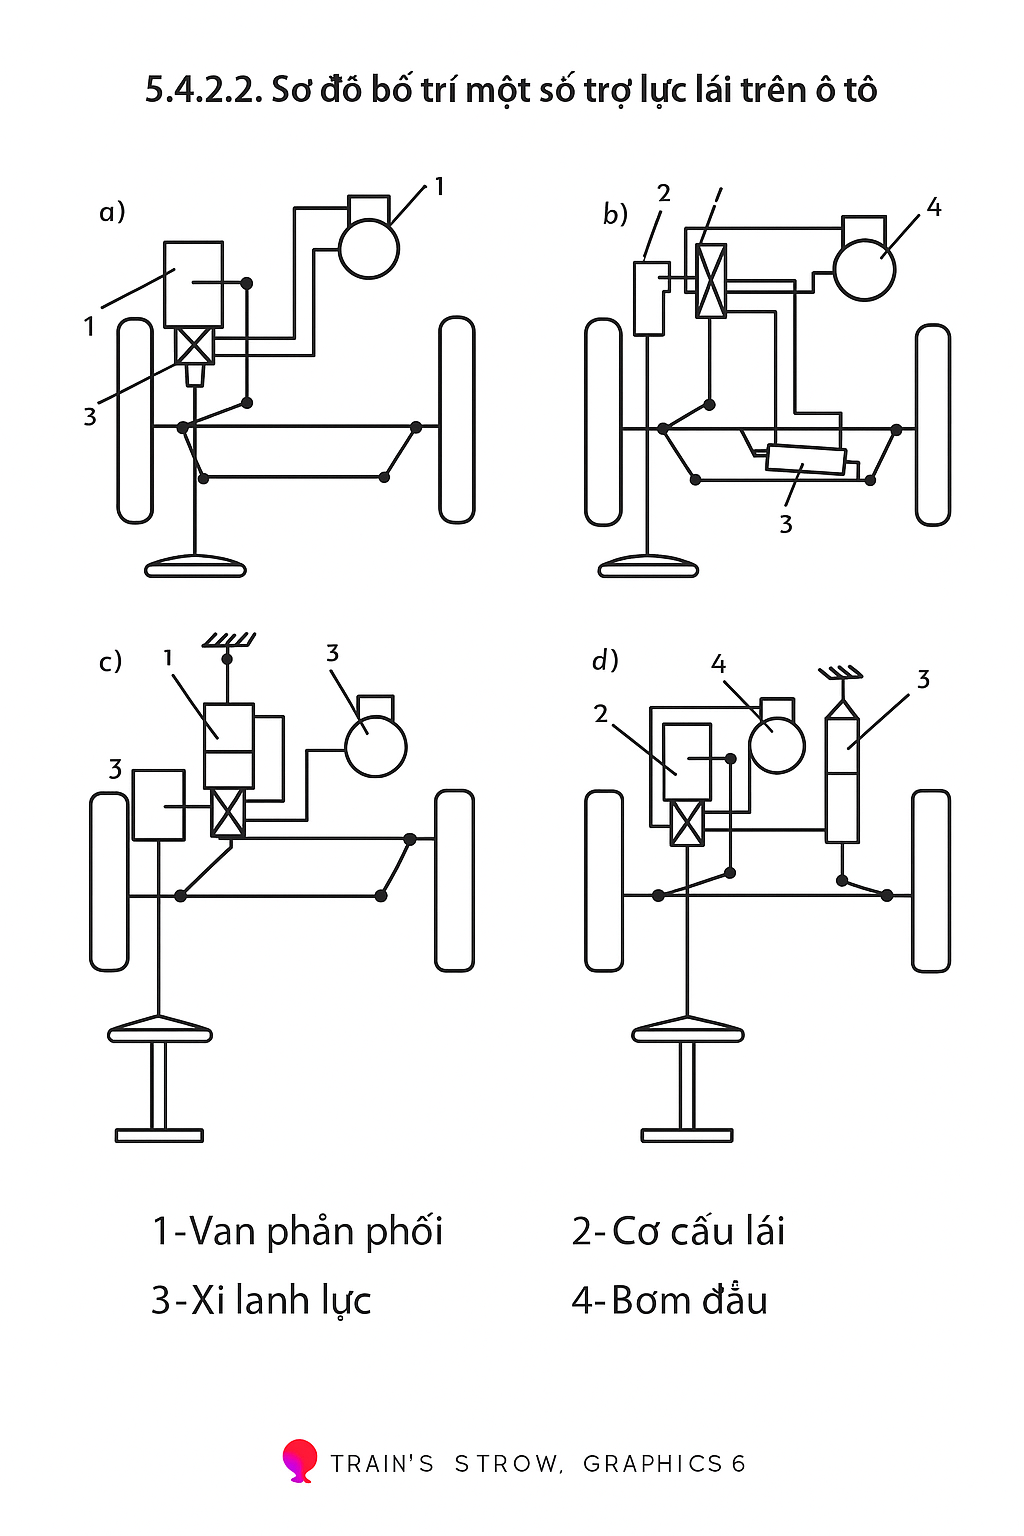 5.4.2.2. Sơ đồ bố trí một số trợ lực lái trên ô tô
a) 1
1
3
b) 2 4
3
c) 1 3
3
d) 4 3
2
1-Van phản phối 2-Cơ cấu lái
3-Xi lanh lực 4-Bơm đẩu
TRAIN'S STROW, GRAPHICS 6